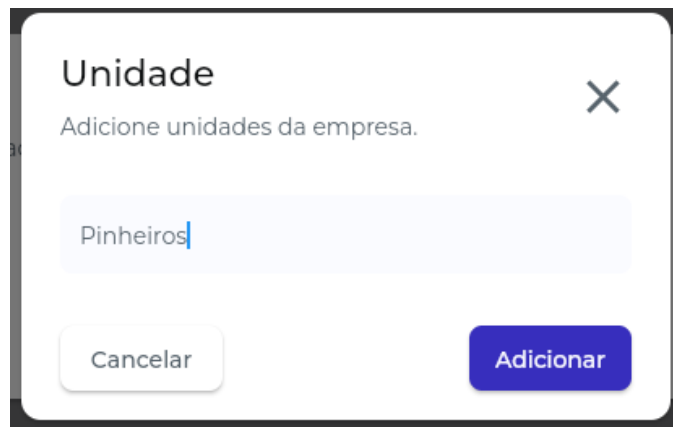 Unidade
Adicione unidades da empresa.
Pinheiros
Cancelar
Adicionar